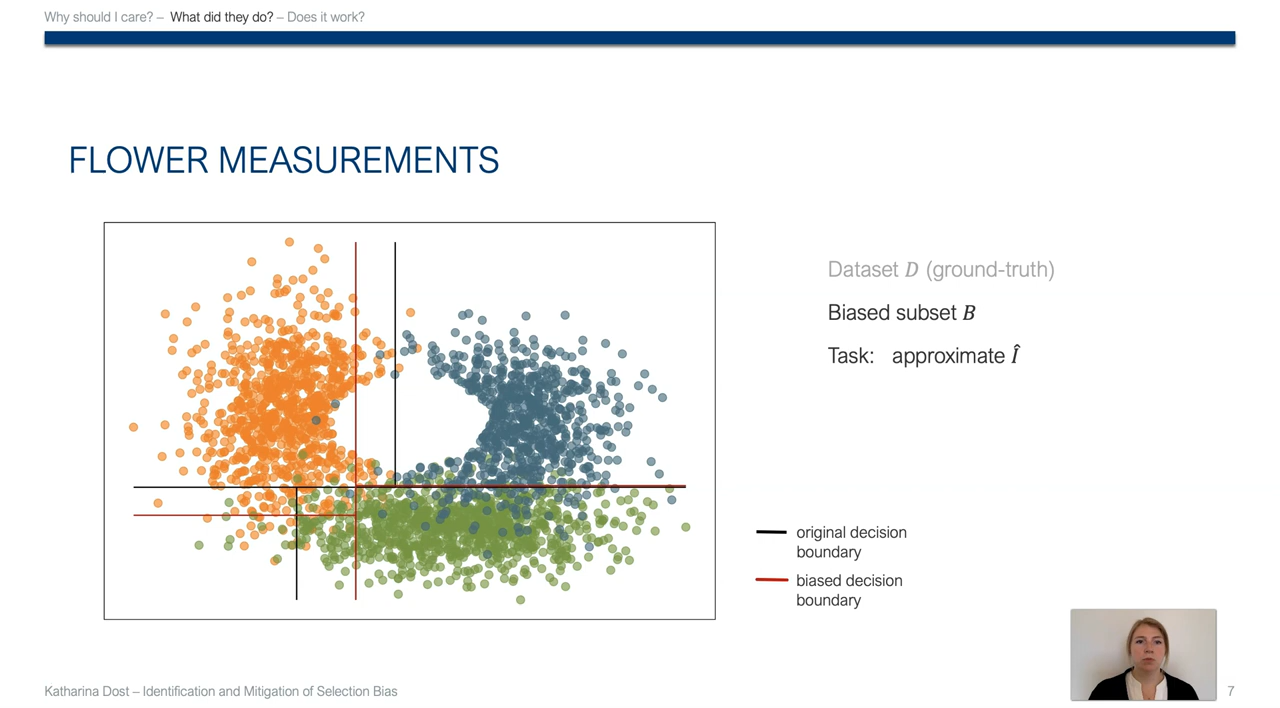 Why should I care? – What did they do? – Does it work?
FLOWER MEASUREMENTS
Dataset D (ground-truth)
Biased subset B
Task: approximate Î
original decision
boundary
biased decision
boundary
Katharina Dost – Identification and Mitigation of Selection Bias
7